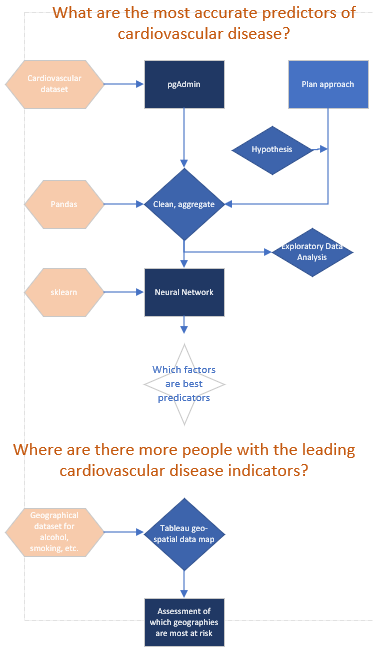 What are the most accurate predictors of
cardiovascular disease?
Cardiovascular
dataset
pgAdmin
Plan approach
Hypothesis
Pandas
Clean, aggregate
Exploratory Data
Analysis
sklearn
Neural Network
Which factors
are best
predicators
Where are there more people with the leading
cardiovascular disease indicators?
Geographical
dataset for
alcohol,
smoking, etc.
Tableau geo-
spatial data map
Assessment of
which geographies
are most at risk